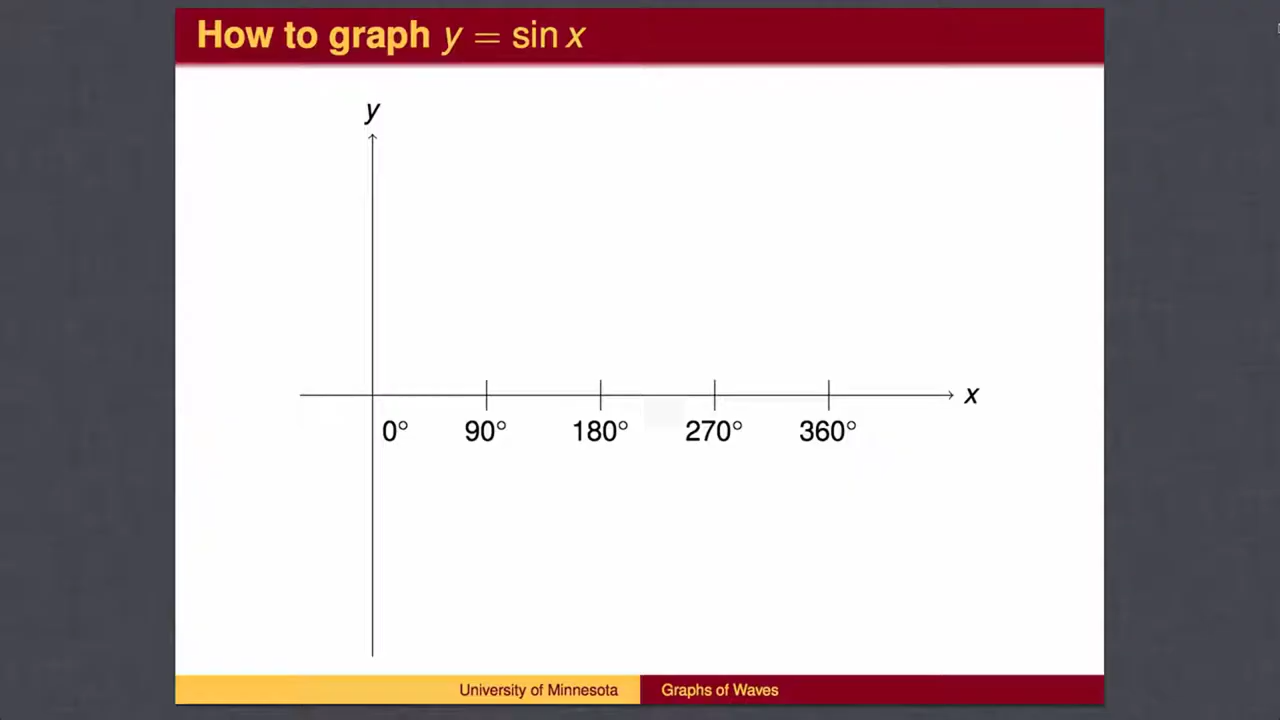 How to graph y = sin x
y
x
0° 90° 180° 270° 360°
University of Minnesota Graphs of Waves